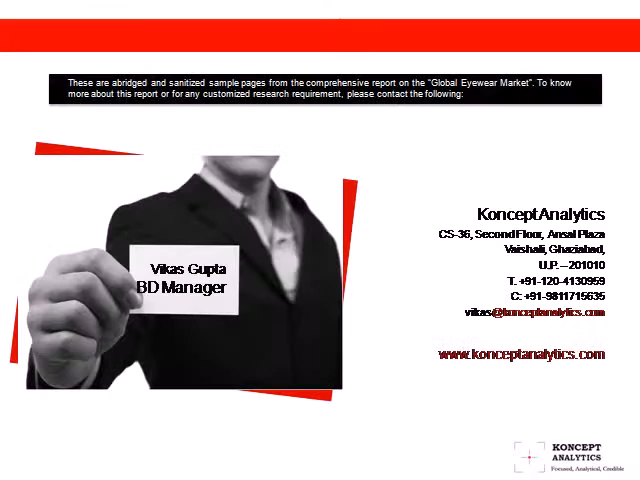 These are abridged and sanitized sample pages from the comprehensive report on the "Global Eyewear Market". To know
more about this report or for any customized research requirement, please contact the following:
Vikas Gupta
BD Manager
Koncept Analytics
CS-36, Second Floor, Ansal Plaza
Vaishali, Ghaziabad,
U.P. – 201010
T. +91-120-4130959
C: +91-9811715635
vikas@konceptanalytics.com
www.konceptanalytics.com
KONCEPT
ANALYTICS
Focused, Analytical, Credible